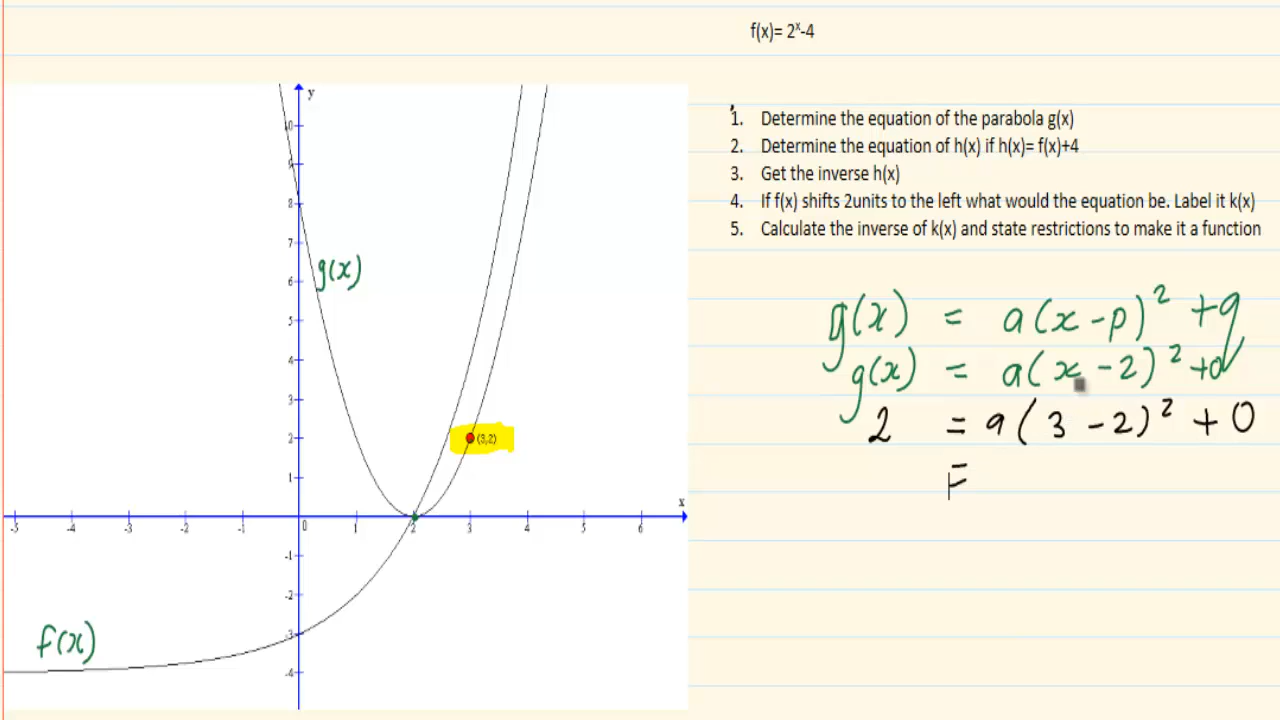 f(x)= 2ˣ-4
1. Determine the equation of the parabola g(x)
2. Determine the equation of h(x) if h(x)= f(x)+4
3. Get the inverse h(x)
4. If f(x) shifts 2units to the left what would the equation be. Label it k(x)
5. Calculate the inverse of k(x) and state restrictions to make it a function
g(x) = a(x-p)² +q
g(x) = a(x-2)² +0
2 = a(3-2)² + 0
F
y
10
9
8
7
g(x)
6
5
4
3
2
(3,2)
1
x
-5 -4 -3 -2 -1 0 1 2 3 4 5 6
-1
-2
-3
f(x)
-4